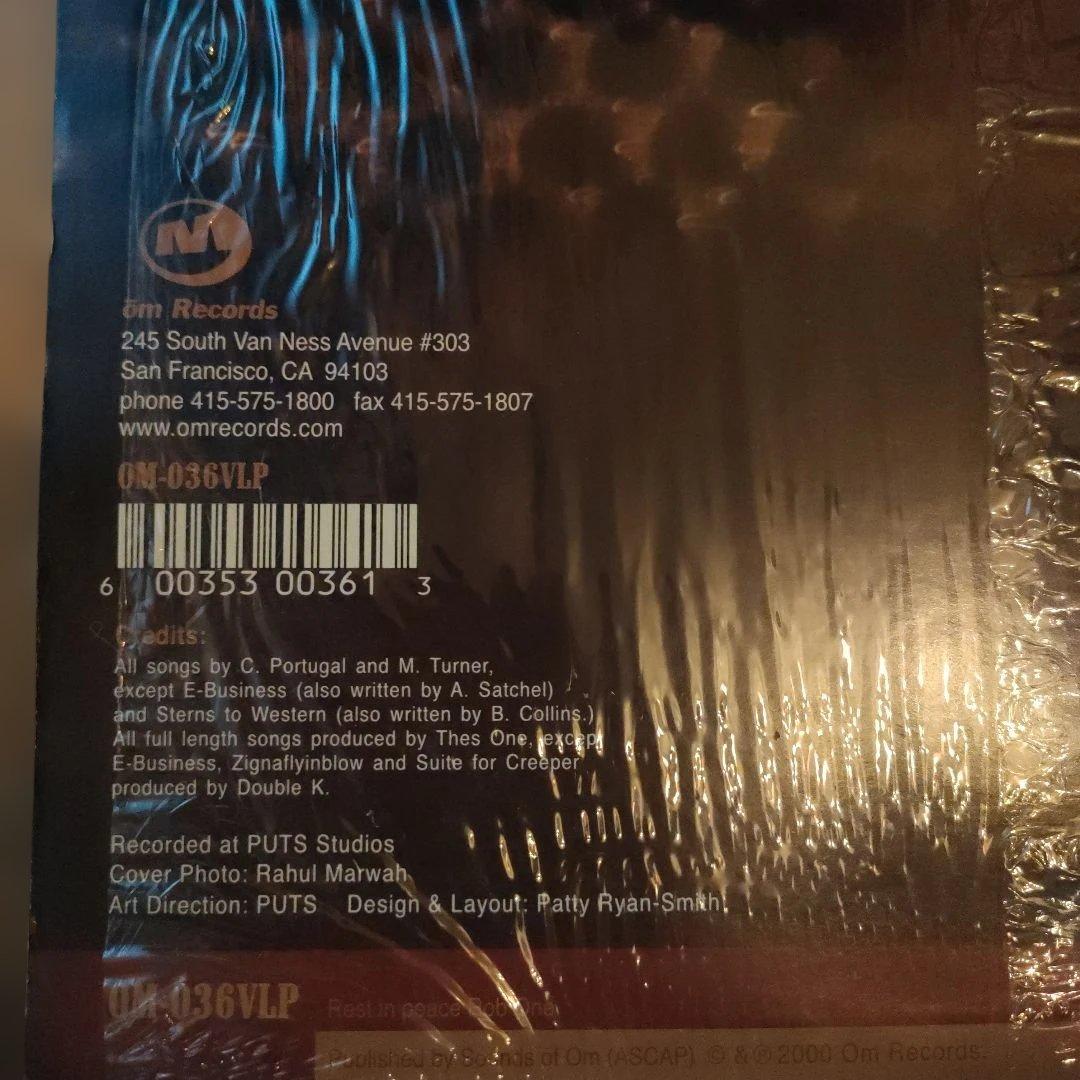 ōm Records
245 South Van Ness Avenue #303
San Francisco, CA 94103
phone 415-575-1800 fax 415-575-1807
www.omrecords.com
OM-036VLP
6 00353 00361 3
Credits:
All songs by C. Portugal and M. Turner,
except E-Business (also written by A. Satchel)
and Sterns to Western (also written by B. Collins.)
All full length songs produced by Thes One, except
E-Business, Zignaflyinblow and Suite for Creeper
produced by Double K.
Recorded at PUTS Studios
Cover Photo: Rahul Marwah
Art Direction: PUTS Design & Layout: Patty Ryan-Smith.
OM-036VLP Rest in peace Bob One
Published by Sounds of Om (ASCAP) © & ℗ 2000 Om Records.